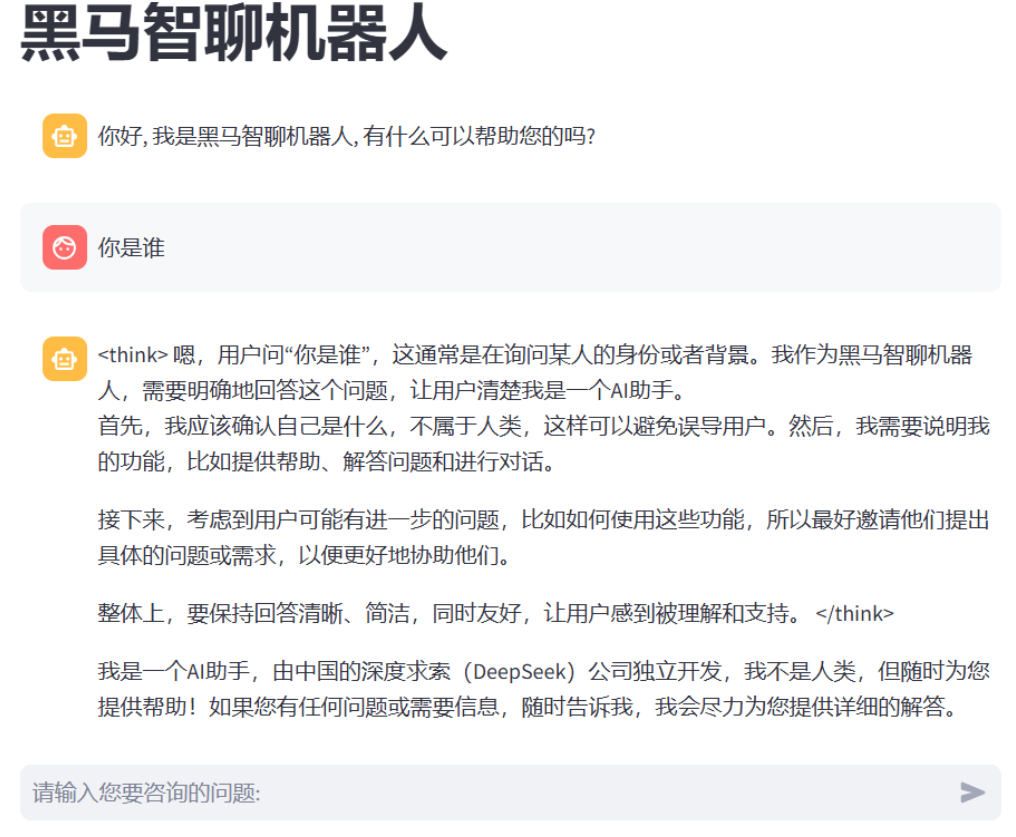 黑马智聊机器人
你好, 我是黑马智聊机器人, 有什么可以帮助您的吗?
你是谁
<think> 嗯，用户问“你是谁”，这通常是在询问某人的身份或者背景。我作为黑马智聊机器
人，需要明确地回答这个问题，让用户清楚我是一个AI助手。
首先，我应该确认自己是什么，不属于人类，这样可以避免误导用户。然后，我需要说明我
的功能，比如提供帮助、解答问题和进行对话。
接下来，考虑到用户可能有进一步的问题，比如如何使用这些功能，所以最好邀请他们提出
具体的问题或需求，以便更好地协助他们。
整体上，要保持回答清晰、简洁，同时友好，让用户感到被理解和支持。 </think>
我是一个AI助手，由中国的深度求索（DeepSeek）公司独立开发，我不是人类，但随时为您
提供帮助！如果您有任何问题或需要信息，随时告诉我，我会尽力为您提供详细的解答。
请输入您要咨询的问题: